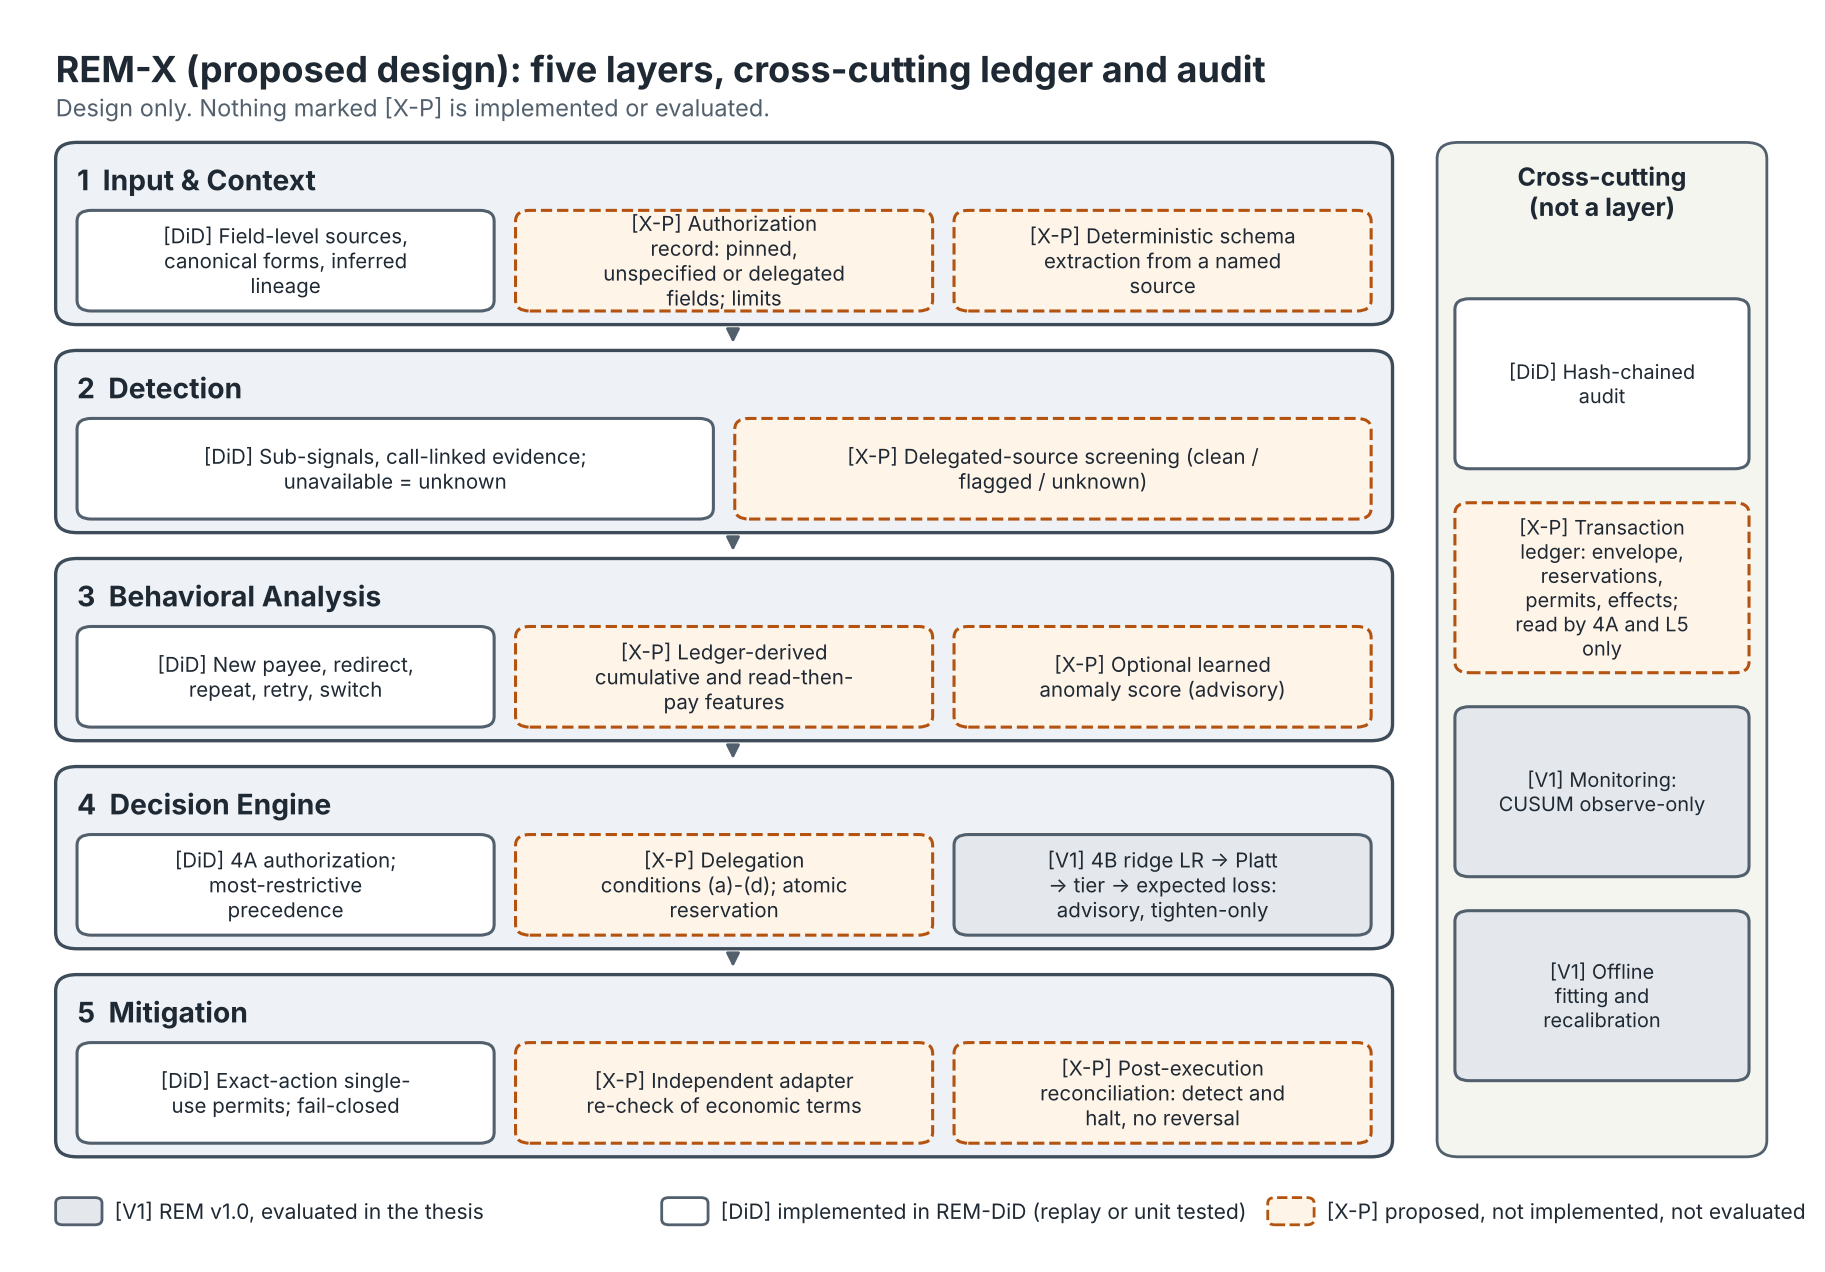 REM-X (proposed design): five layers, cross-cutting ledger and audit
Design only. Nothing marked [X-P] is implemented or evaluated.
1 Input & Context
[DiD] Field-level sources,
canonical forms, inferred
lineage
[X-P] Authorization
record: pinned,
unspecified or delegated
fields; limits
[X-P] Deterministic schema
extraction from a named
source
2 Detection
[DiD] Sub-signals, call-linked evidence;
unavailable = unknown
[X-P] Delegated-source screening (clean /
flagged / unknown)
3 Behavioral Analysis
[DiD] New payee, redirect,
repeat, retry, switch
[X-P] Ledger-derived
cumulative and read-then-
pay features
[X-P] Optional learned
anomaly score (advisory)
4 Decision Engine
[DiD] 4A authorization;
most-restrictive
precedence
[X-P] Delegation
conditions (a)-(d); atomic
reservation
[V1] 4B ridge LR → Platt
→ tier → expected loss:
advisory, tighten-only
5 Mitigation
[DiD] Exact-action single-
use permits; fail-closed
[X-P] Independent adapter
re-check of economic terms
[X-P] Post-execution
reconciliation: detect and
halt, no reversal
Cross-cutting
(not a layer)
[DiD] Hash-chained
audit
[X-P] Transaction
ledger: envelope,
reservations,
permits, effects;
read by 4A and L5
only
[V1] Monitoring:
CUSUM observe-only
[V1] Offline
fitting and
recalibration
[V1] REM v1.0, evaluated in the thesis
[DiD] implemented in REM-DiD (replay or unit tested)
[X-P] proposed, not implemented, not evaluated